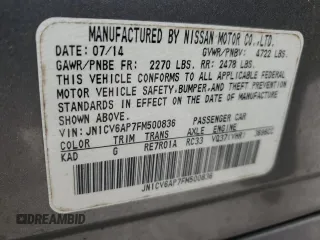 MANUFACTURED BY NISSAN MOTOR CO.,LTD.
DATE: 07/14 GVWR/PNBV: 4722 LBS.
GAWR/PNBE FR: 2270 LBS. RR: 2478 LBS.
THIS VEHICLE CONFORMS TO ALL APPLICABLE FEDERAL
MOTOR VEHICLE SAFETY, BUMPER, AND THEFT
PREVENTION STANDARDS IN EFFECT ON THE DATE OF
MANUFACTURE SHOWN ABOVE.
VIN: JN1CV6AP7FM500836 PASSENGER CAR
COLOR TRIM TRANS AXLE ENGINE
KAD G RE7R01A RC33 VQ37(VHR)
JN1CV6AP7FM500836
DREAMBID